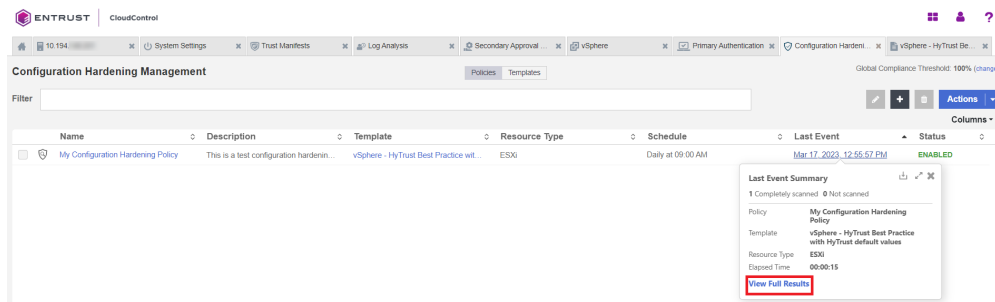 ENTRUST CloudControl ?
10.194. System Settings Trust Manifests Log Analysis Secondary Approval ... vSphere Primary Authentication Configuration Hardeni... vSphere - HyTrust Be...
Configuration Hardening Management Policies Templates Global Compliance Threshold: 100% (change
Filter Actions
Columns
Name Description Template Resource Type Schedule Last Event Status
My Configuration Hardening Policy This is a test configuration hardenin... vSphere - HyTrust Best Practice wit... ESXi Daily at 09:00 AM Mar 17, 2023, 12:55:57 PM ENABLED
Last Event Summary
1 Completely scanned 0 Not scanned
Policy My Configuration Hardening
Policy
Template vSphere - HyTrust Best Practice
with HyTrust default values
Resource Type ESXi
Elapsed Time 00:00:15
View Full Results